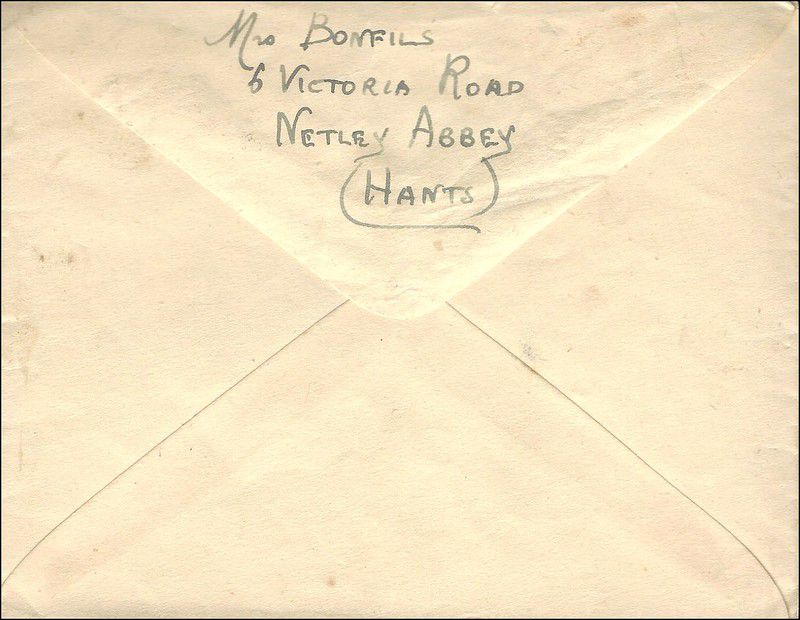 Mrs BONFILS
6 VICTORIA ROAD
NETLEY ABBEY
(HANTS)